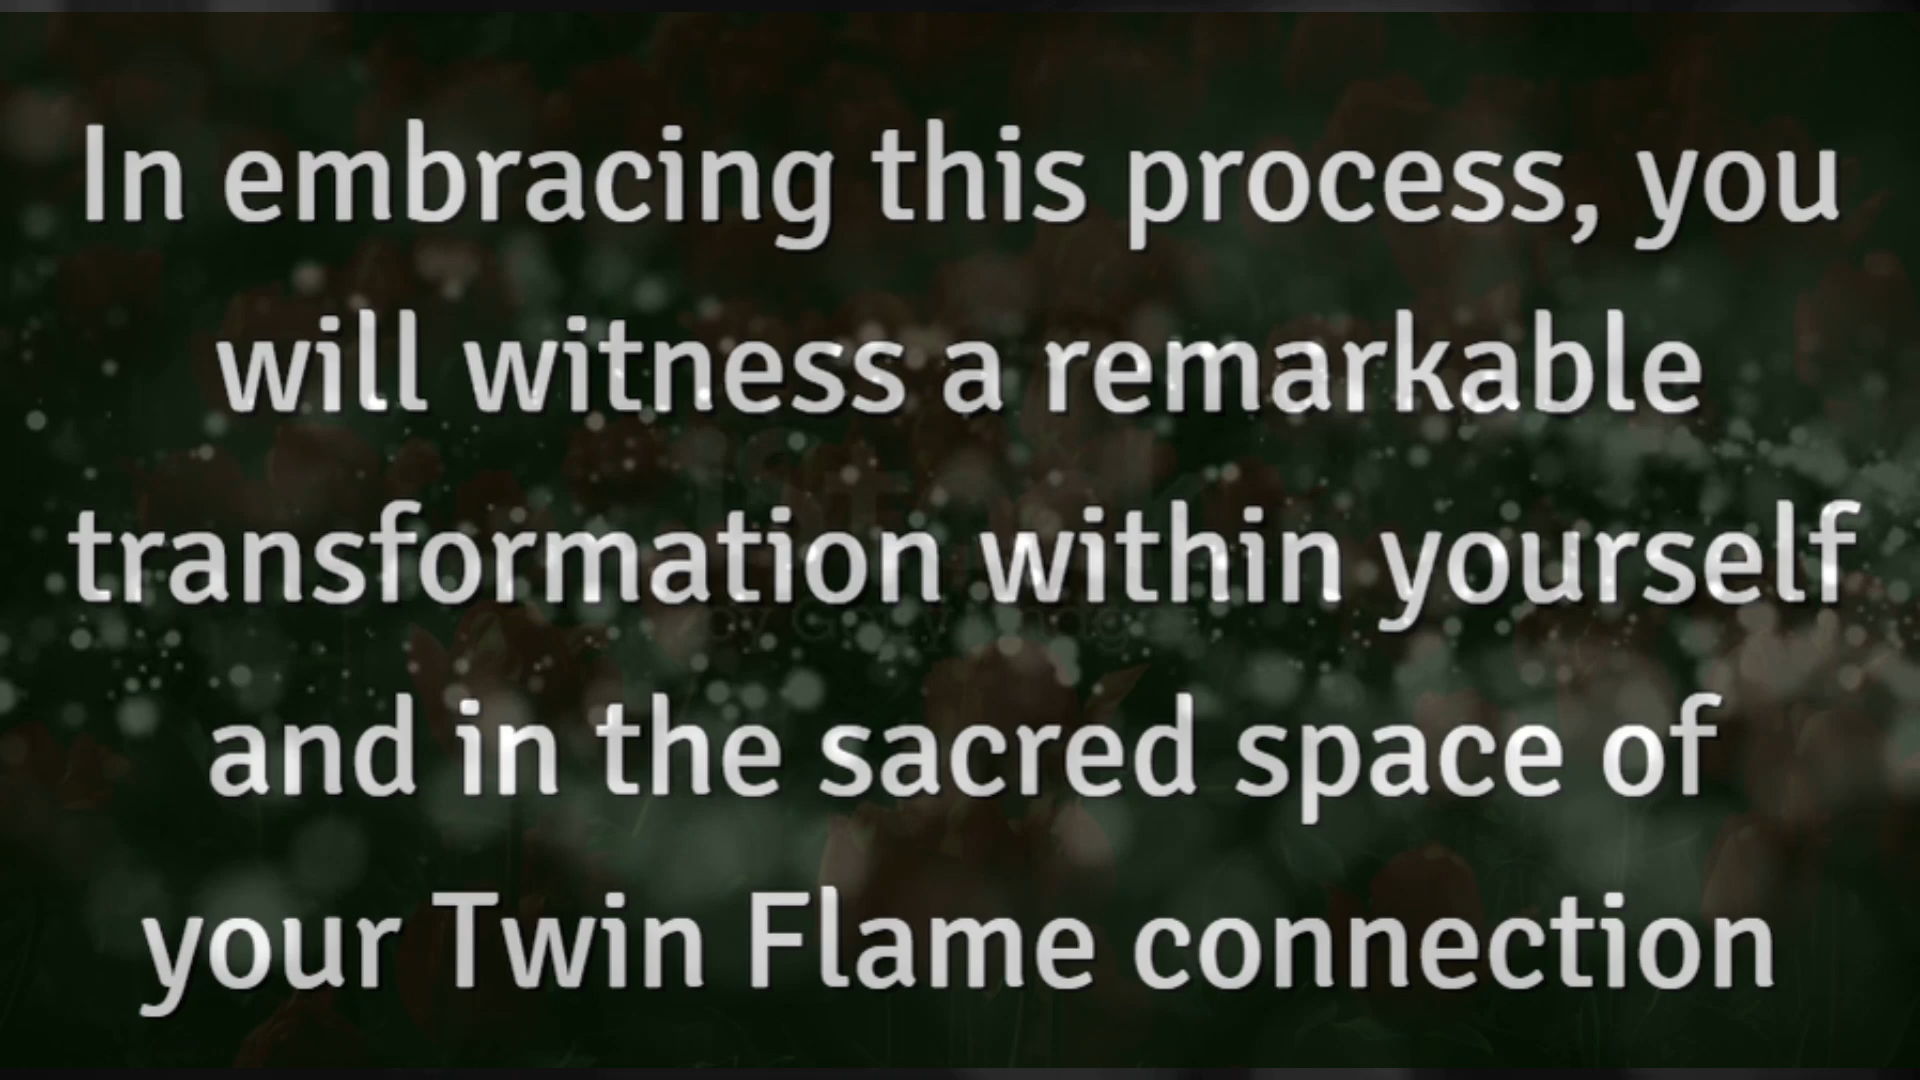 In embracing this process, you
will witness a remarkable
transformation within yourself
and in the sacred space of
your Twin Flame connection